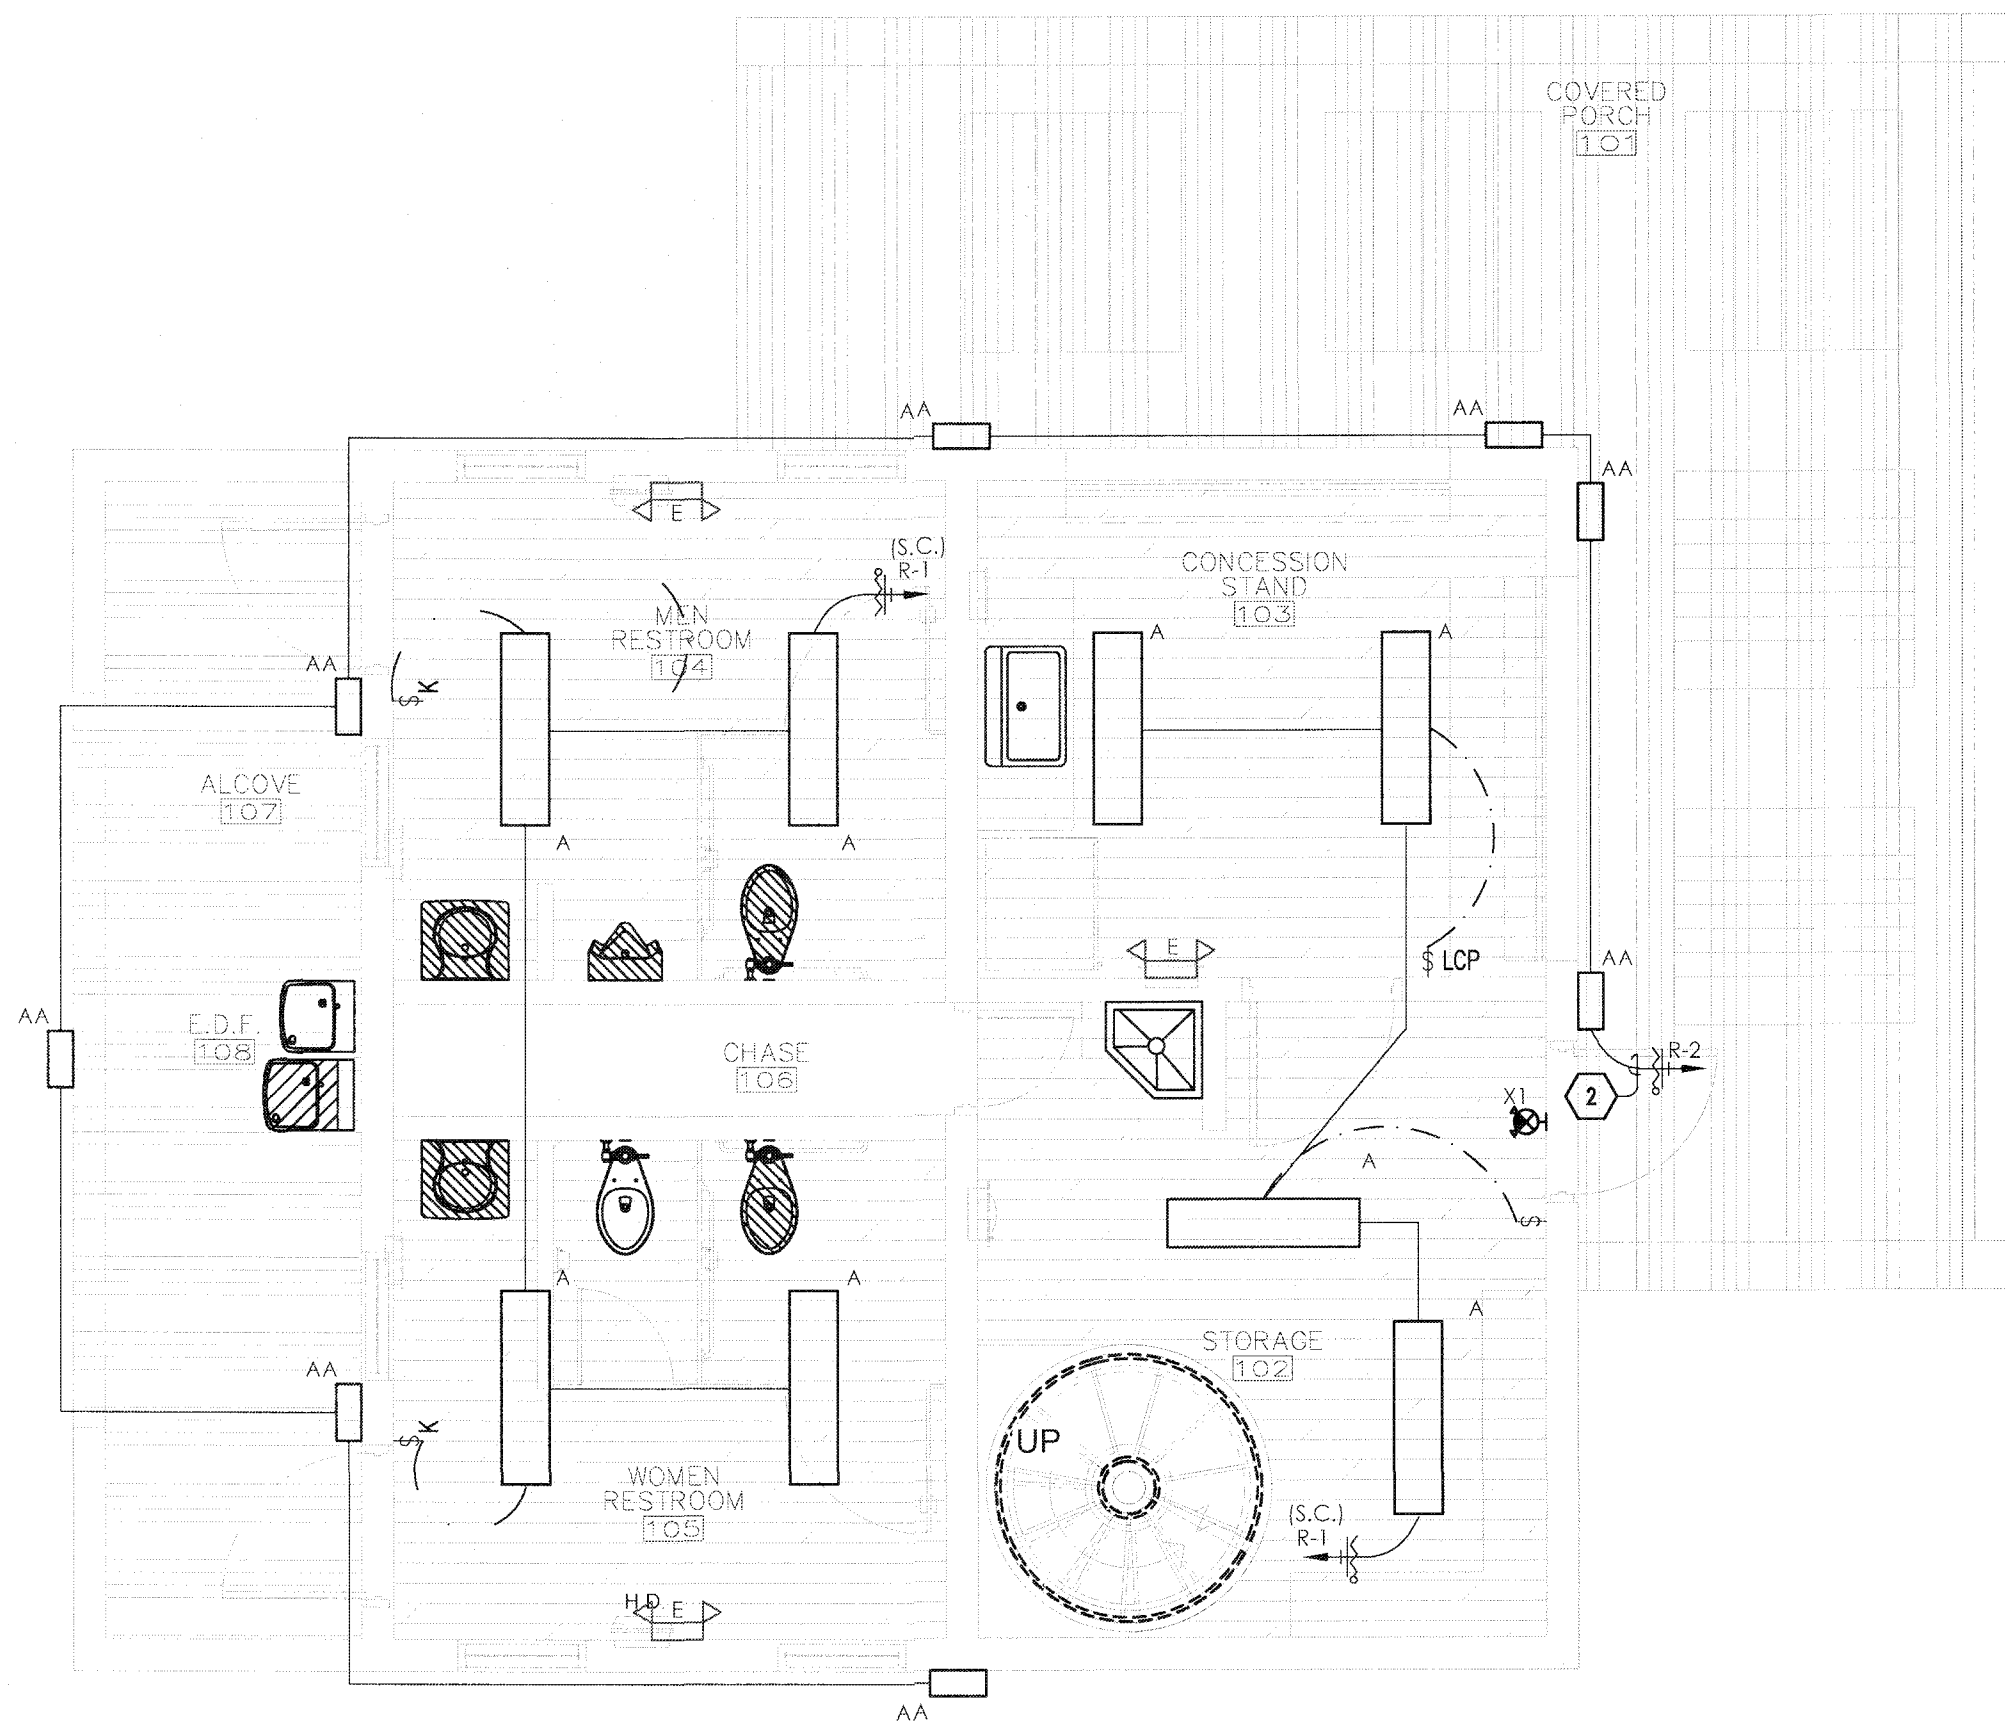 COVERED
PORCH
101
AA
AA
AA
E
(S.C.)
R-1
CONCESSION
STAND
103
MEN
RESTROOM
104
A
A
AA
$
K
ALCOVE
107
A
A
E
$ LCP
AA
AA
E.D.F.
108
CHASE
106
R-2
2
X1
A
$
A
A
A
STORAGE
102
AA
UP
$
K
WOMEN
RESTROOM
105
(S.C.)
R-1
HD
E
AA